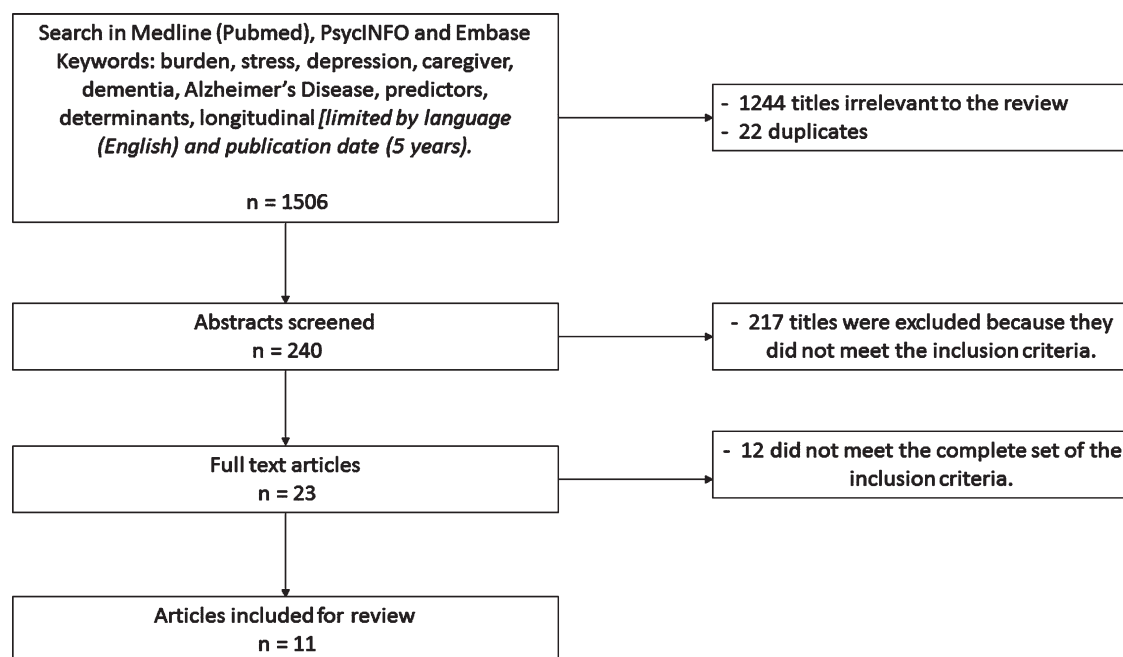 Search in Medline (Pubmed), PsycINFO and Embase
Keywords: burden, stress, depression, caregiver,
dementia, Alzheimer's Disease, predictors,
determinants, longitudinal [limited by language
(English) and publication date (5 years).
n = 1506
- 1244 titles irrelevant to the review
- 22 duplicates
Abstracts screened
n = 240
- 217 titles were excluded because they
did not meet the inclusion criteria.
Full text articles
n = 23
- 12 did not meet the complete set of the
inclusion criteria.
Articles included for review
n = 11